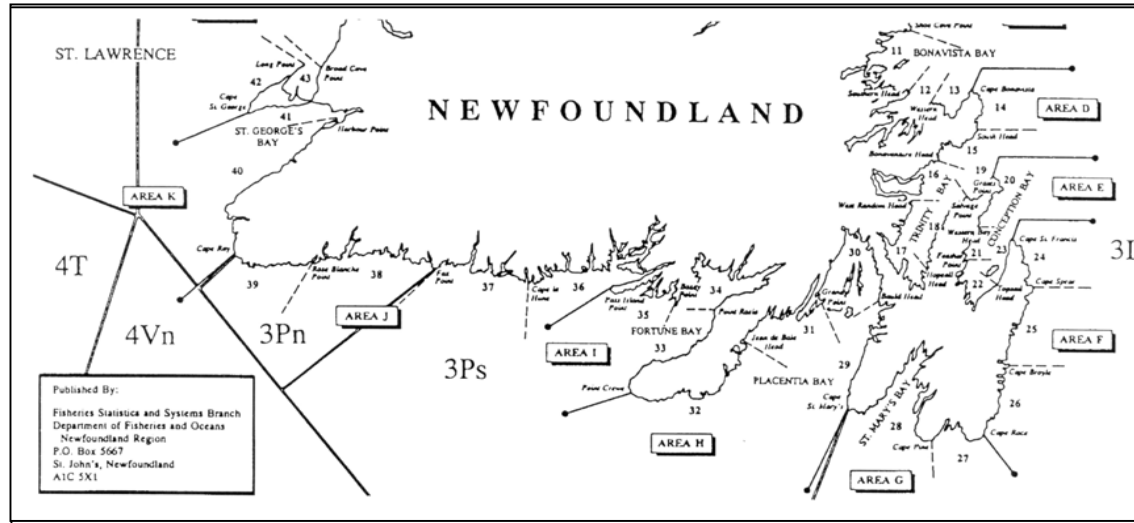 Shoe Cove Point
ST. LAWRENCE
11
BONAVISTA BAY
Long Point
43
Broad Cove
Point
42
Southern Head
12
13
Cape Bonavista
Cape
St. George
Western
Head
14
AREA D
NEWFOUNDLAND
41
ST. GEORGE'S
BAY
Harbour Point
South Head
15
Bonaventure Head
19
40
16
Grates
Point
20
AREA E
AREA K
West Random Head
TRINITY BAY
Salvage
Point
CONCEPTION BAY
18
Western Bay
Head
Cape St. Francis
Cape Ray
30
17
21
23
24
3L
4T
Rose Blanche
Point
38
Fox
Point
37
36
Cape la
Hune
39
34
Hopeall
Head
22
Topsail
Head
Cape Spear
Pass Island
Point
35
Point Rosie
31
AREA J
4Vn
3Pn
FORTUNE BAY
25
AREA I
33
Jean de Baie
Head
29
AREA F
3Ps
PLACENTIA BAY
Cape Broyle
Point Crewe
32
Cape
St. Mary's
ST. MARY'S BAY
26
28
AREA H
Cape Pine
Cape Race
27
AREA G
Published By:
Fisheries Statistics and Systems Branch
Department of Fisheries and Oceans
Newfoundland Region
P.O. Box 5667
St. John's, Newfoundland
A1C 5X1